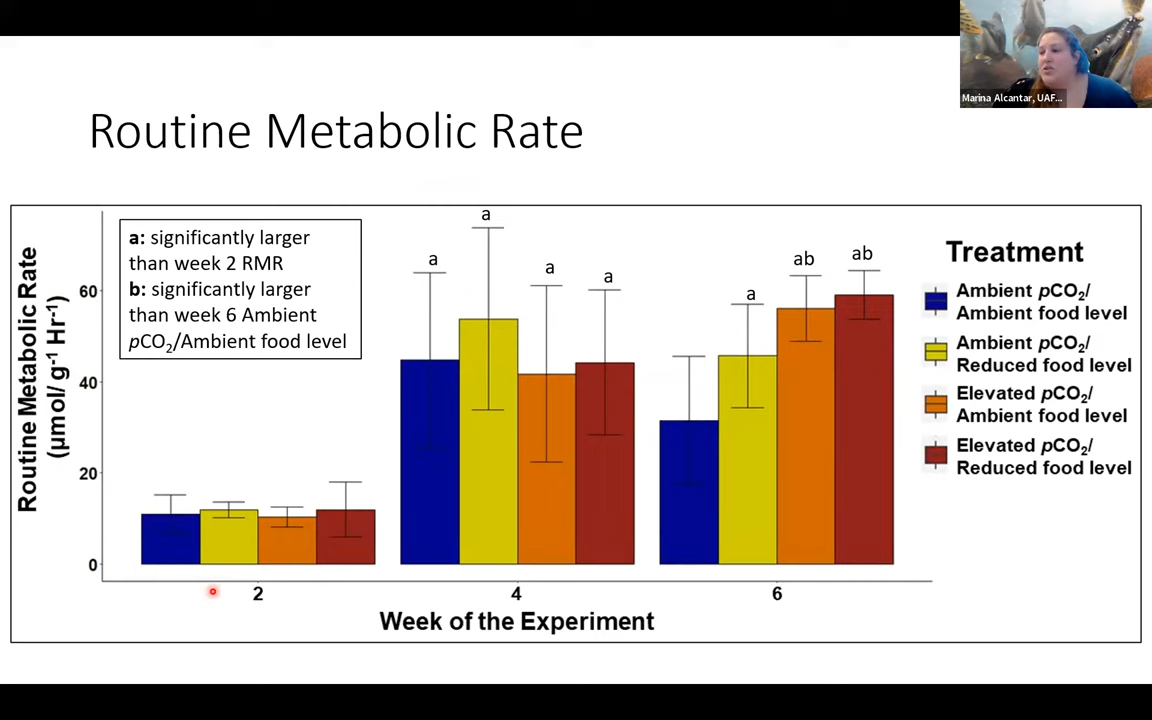 Marina Alcantar, UAF...
Routine Metabolic Rate
a: significantly larger
than week 2 RMR
b: significantly larger
than week 6 Ambient
pCO₂/Ambient food level
Routine Metabolic Rate
(µmol/ g⁻¹ Hr⁻¹)
60
40
20
0
a
a
a
a
a
ab
ab
2
4
6
Week of the Experiment
Treatment
Ambient pCO₂/
Ambient food level
Ambient pCO₂/
Reduced food level
Elevated pCO₂/
Ambient food level
Elevated pCO₂/
Reduced food level